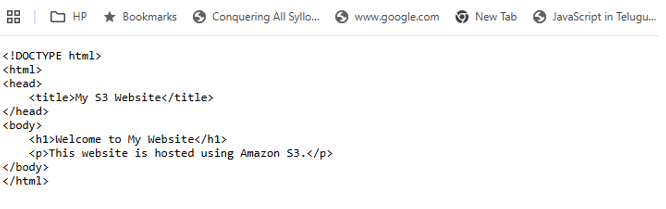 HP Bookmarks Conquering All Syllo... www.google.com New Tab JavaScript in Telugu...
<!DOCTYPE html>
<html>
<head>
    <title>My S3 Website</title>
</head>
<body>
    <h1>Welcome to My Website</h1>
    <p>This website is hosted using Amazon S3.</p>
</body>
</html>